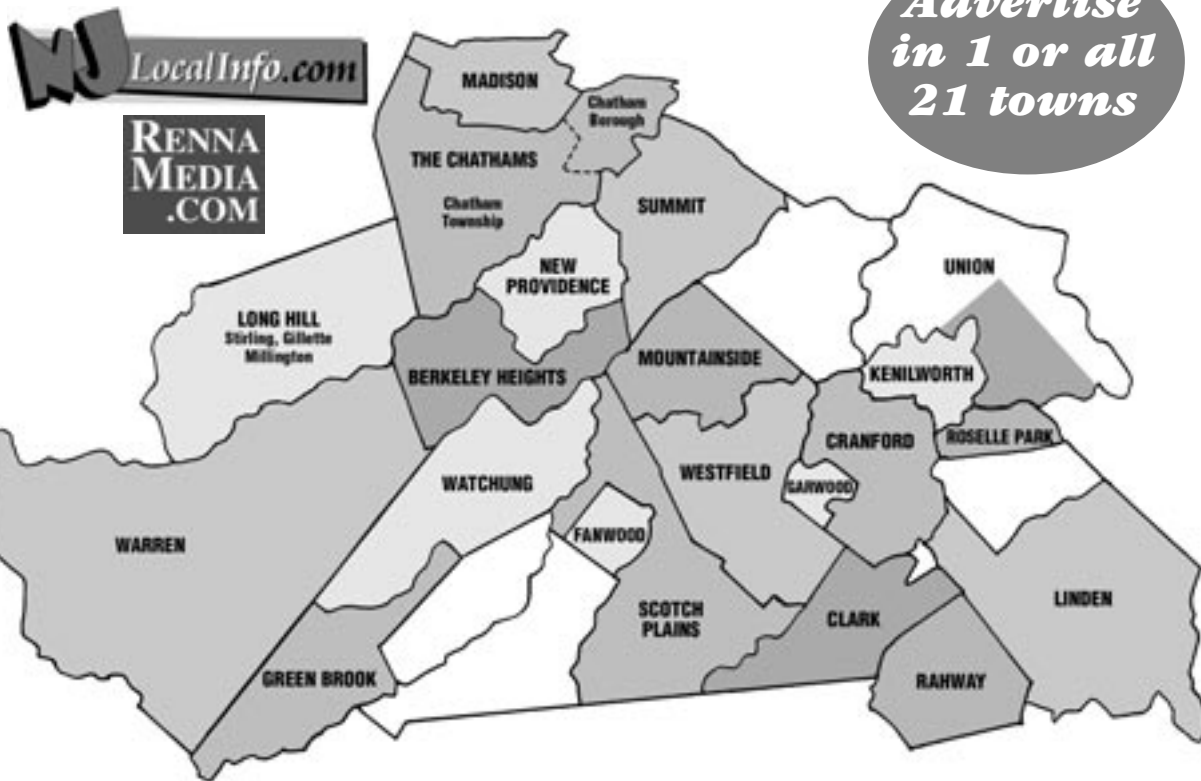 NJ LocalInfo.com
RENNA
MEDIA
.COM
Advertise
in 1 or all
21 towns
MADISON
Chatham
Borough
THE CHATHAMS
Chatham
Township
SUMMIT
NEW
PROVIDENCE
UNION
LONG HILL
Stirling, Gillette
Millington
BERKELEY HEIGHTS
MOUNTAINSIDE
KENILWORTH
CRANFORD
ROSELLE PARK
WESTFIELD
GARWOOD
WATCHUNG
FANWOOD
WARREN
LINDEN
SCOTCH
PLAINS
CLARK
GREEN BROOK
RAHWAY